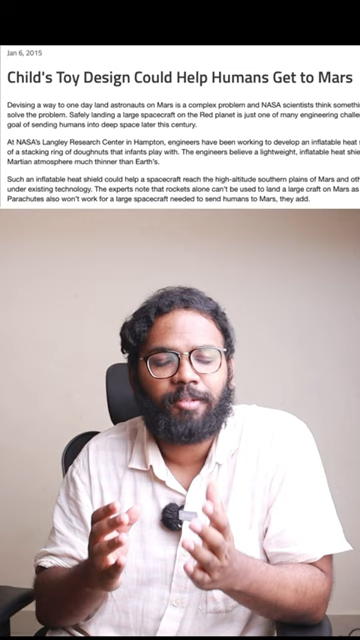 Jan 6, 2015
Child's Toy Design Could Help Humans Get to Mars
Devising a way to one day land astronauts on Mars is a complex problem and NASA scientists think
solve the problem. Safely landing a large spacecraft on the Red planet is just one of many engineering
goal of sending humans into deep space later this century.
At NASA's Langley Research Center in Hampton, engineers have been working to develop an inflatable heat
of a stacking ring of doughnuts that infants play with. The engineers believe a lightweight, inflatable heat
Martian atmosphere much thinner than Earth's.
Such an inflatable heat shield could help a spacecraft reach the high-altitude southern plains of Mars and
under existing technology. The experts note that rockets alone can't be used to land a large craft on Mars as
Parachutes also won't work for a large spacecraft needed to send humans to Mars, they add.